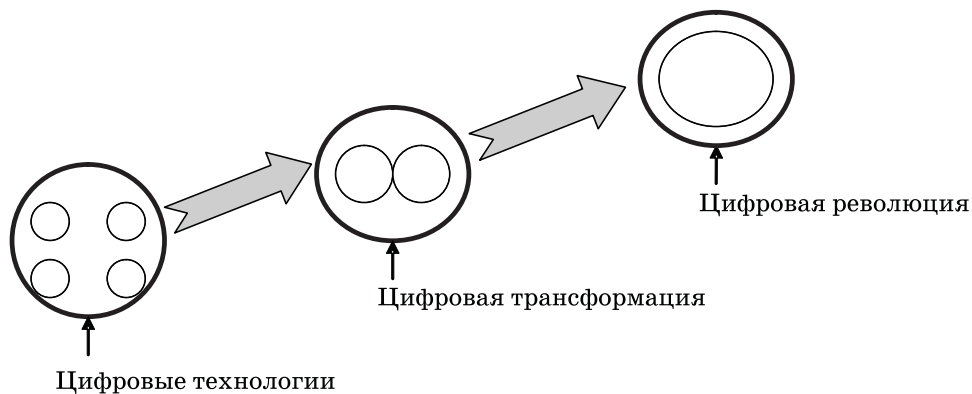 Цифровая революция
Цифровая трансформация
Цифровые технологии